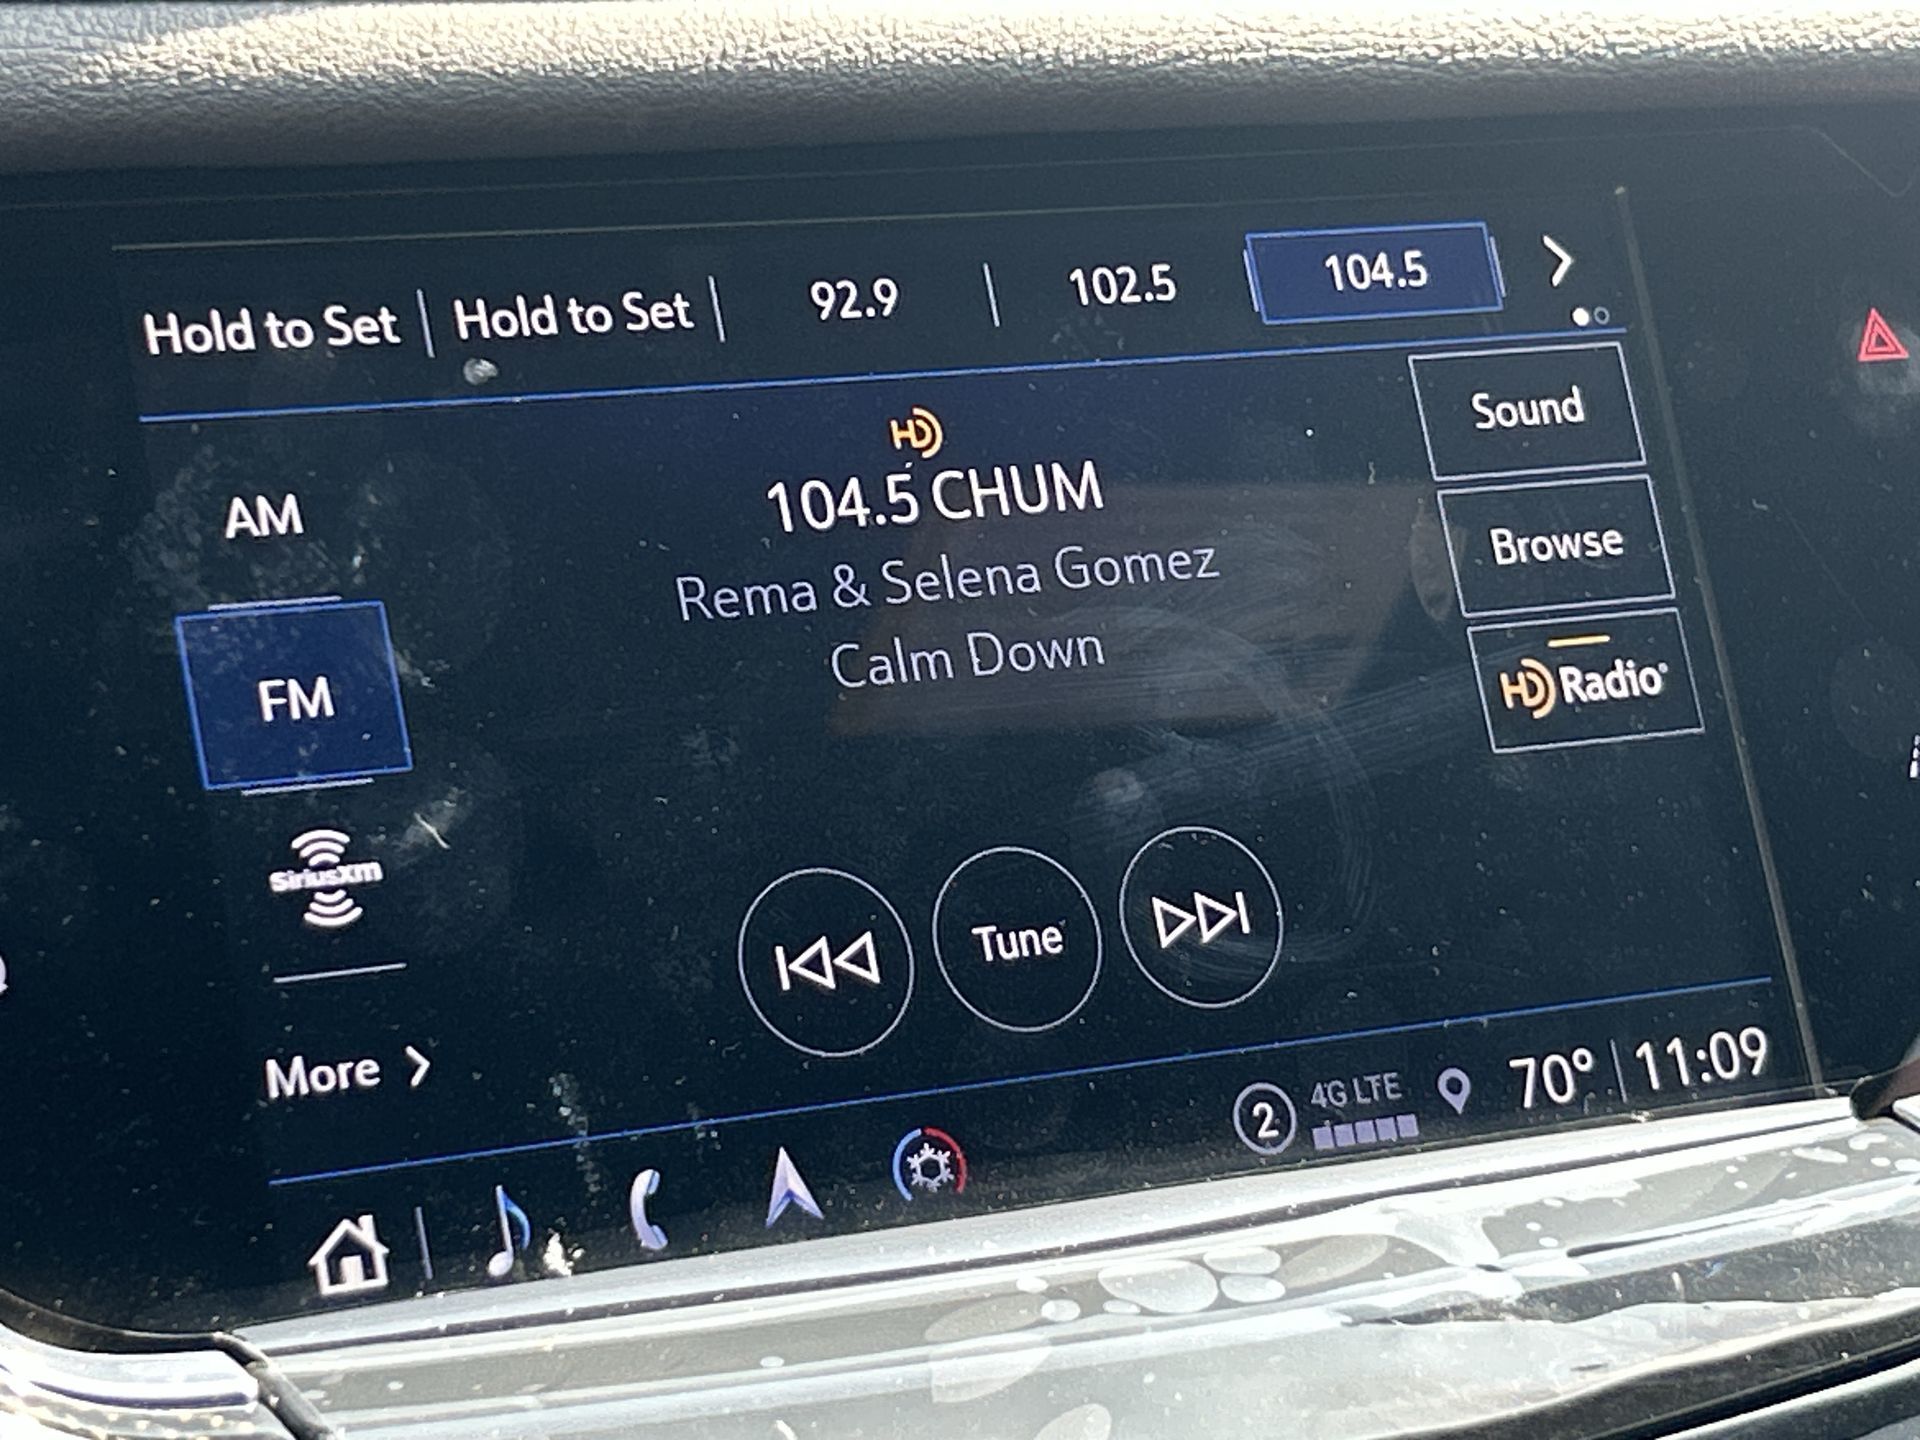 Hold to Set
Hold to Set
92.9
102.5
104.5
HD
104.5 CHUM
Rema & Selena Gomez
Calm Down
Sound
Browse
HD Radio
AM
FM
SiriusXm
More
Tune
2
4G LTE
70°
11:09